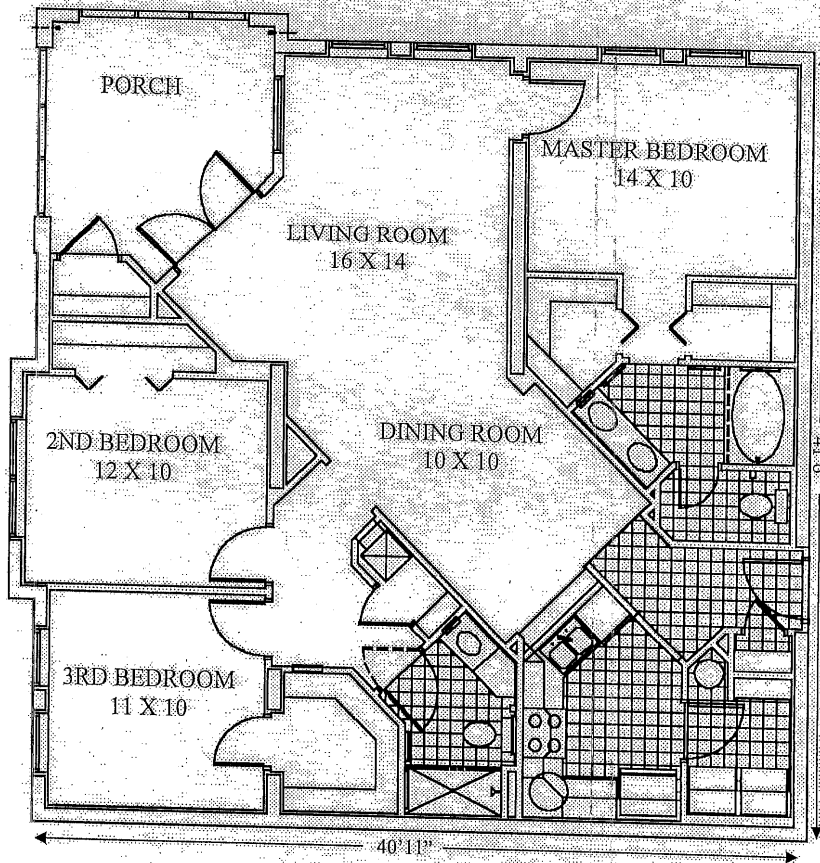 PORCH
MASTER BEDROOM
14 X 10
LIVING ROOM
16 X 14
2ND BEDROOM
12 X 10
DINING ROOM
10 X 10
3RD BEDROOM
11 X 10
40'11"